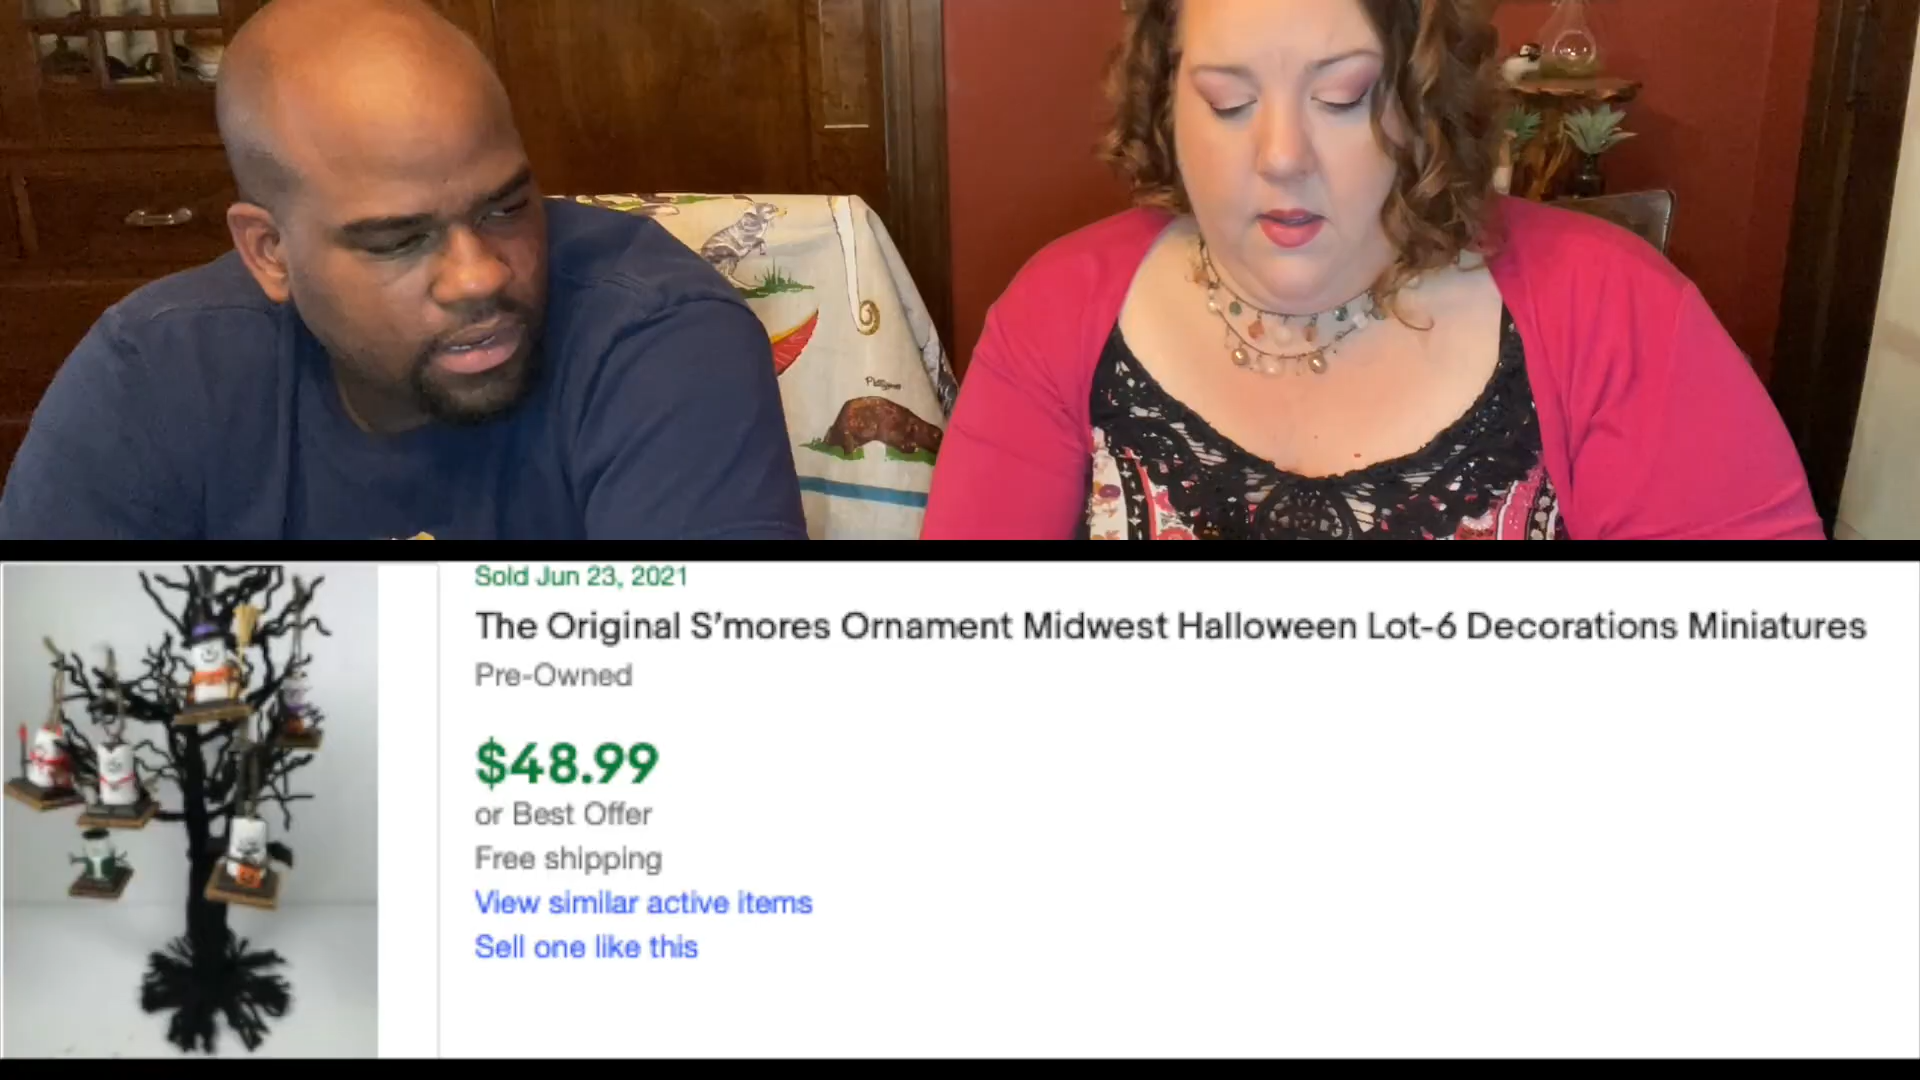 Platypus
Sold Jun 23, 2021
The Original S'mores Ornament Midwest Halloween Lot-6 Decorations Miniatures
Pre-Owned
$48.99
or Best Offer
Free shipping
View similar active items
Sell one like this